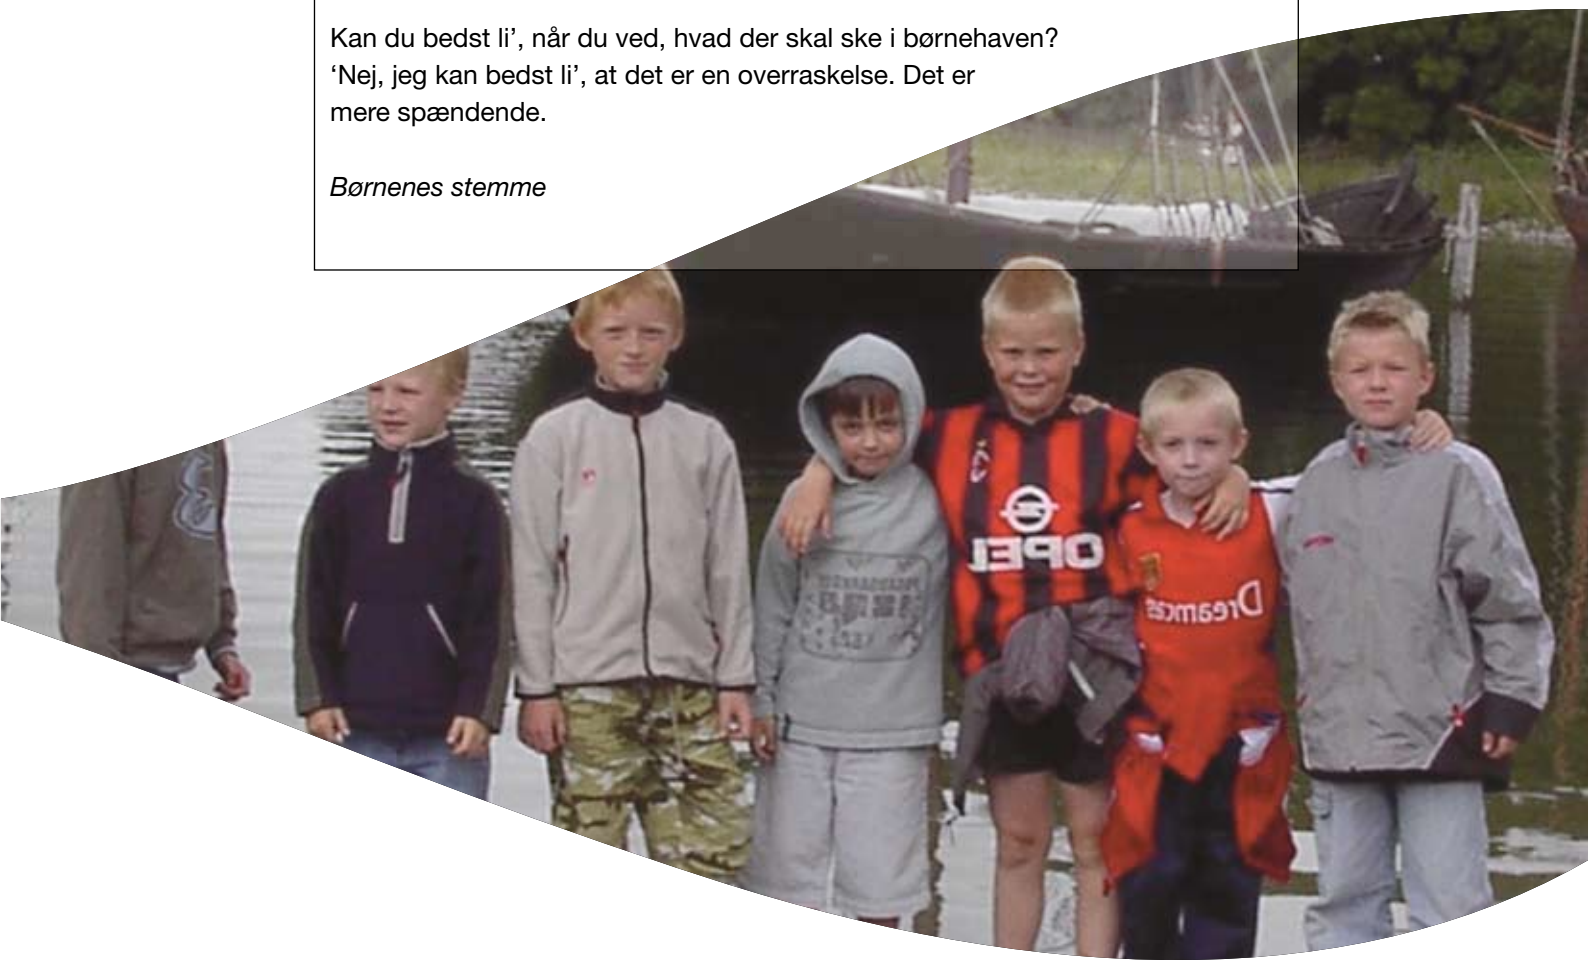 Kan du bedst li’, når du ved, hvad der skal ske i børnehaven?
‘Nej, jeg kan bedst li’, at det er en overraskelse. Det er
mere spændende.
Børnenes stemme
OPEL
Dreamcas